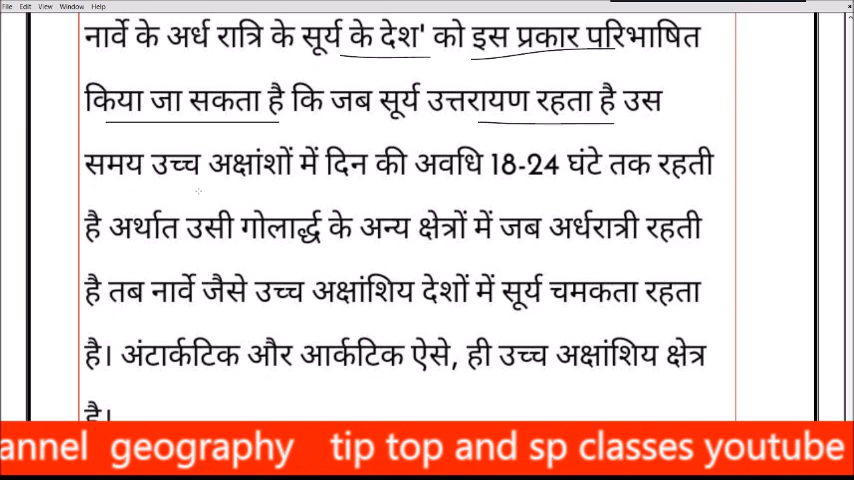 File Edit View Window Help
नार्वे के अर्ध रात्रि के सूर्य के देश' को इस प्रकार परिभाषित
किया जा सकता है कि जब सूर्य उत्तरायण रहता है उस
समय उच्च अक्षांशों में दिन की अवधि 18-24 घंटे तक रहती
है अर्थात उसी गोलार्द्ध के अन्य क्षेत्रों में जब अर्धरात्री रहती
है तब नार्वे जैसे उच्च अक्षांशिय देशों में सूर्य चमकता रहता
है। अंटार्कटिक और आर्कटिक ऐसे, ही उच्च अक्षांशिय क्षेत्र
है।
annel geography tip top and sp classes youtube